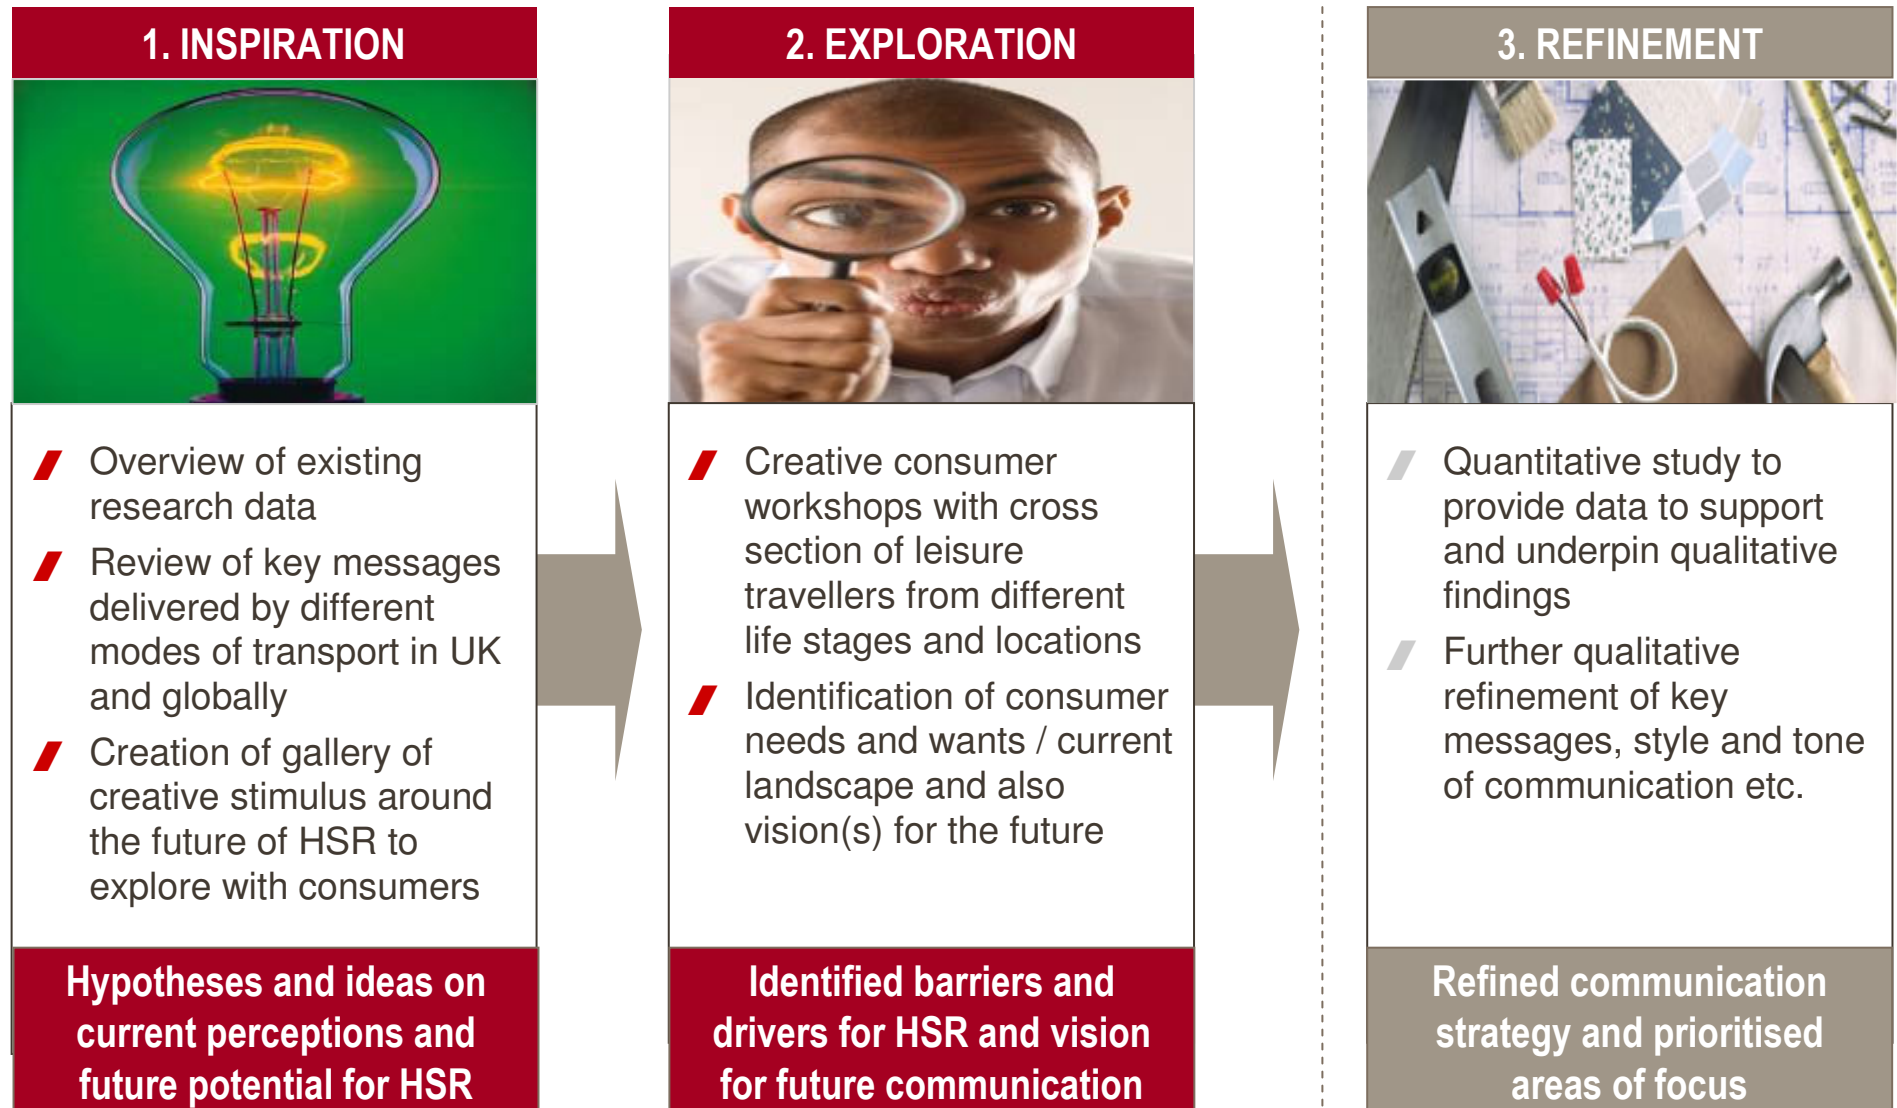 1. INSPIRATION
Overview of existing
research data
Review of key messages
delivered by different
modes of transport in UK
and globally
Creation of gallery of
creative stimulus around
the future of HSR to
explore with consumers
Hypotheses and ideas on
current perceptions and
future potential for HSR
2. EXPLORATION
Creative consumer
workshops with cross
section of leisure
travellers from different
life stages and locations
Identification of consumer
needs and wants / current
landscape and also
vision(s) for the future
Identified barriers and
drivers for HSR and vision
for future communication
3. REFINEMENT
Quantitative study to
provide data to support
and underpin qualitative
findings
Further qualitative
refinement of key
messages, style and tone
of communication etc.
Refined communication
strategy and prioritised
areas of focus